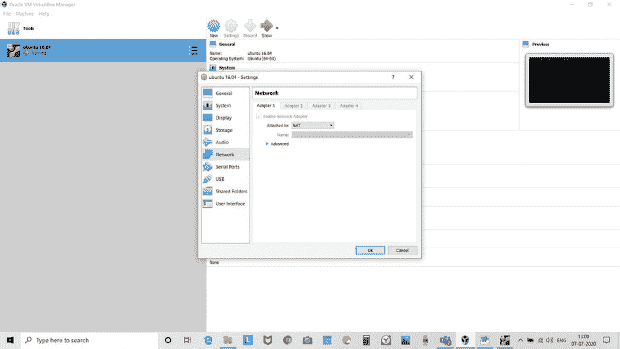 Oracle VM VirtualBox Manager
File Machine Help
Tools
New Settings Discard Show
ubuntu 16.04
General
Preview
Name: ubuntu 16.04
Operating System: Ubuntu (64-bit)
System
ubuntu 16.04 - Settings
General
System
Display
Storage
Audio
Network
Serial Ports
USB
Shared Folders
User Interface
Network
Adapter 1 Adapter 2 Adapter 3 Adapter 4
Enable Network Adapter
Attached to: NAT
Name:
Advanced
OK Cancel
None
Type here to search
ENG
11:09
07-07-2020